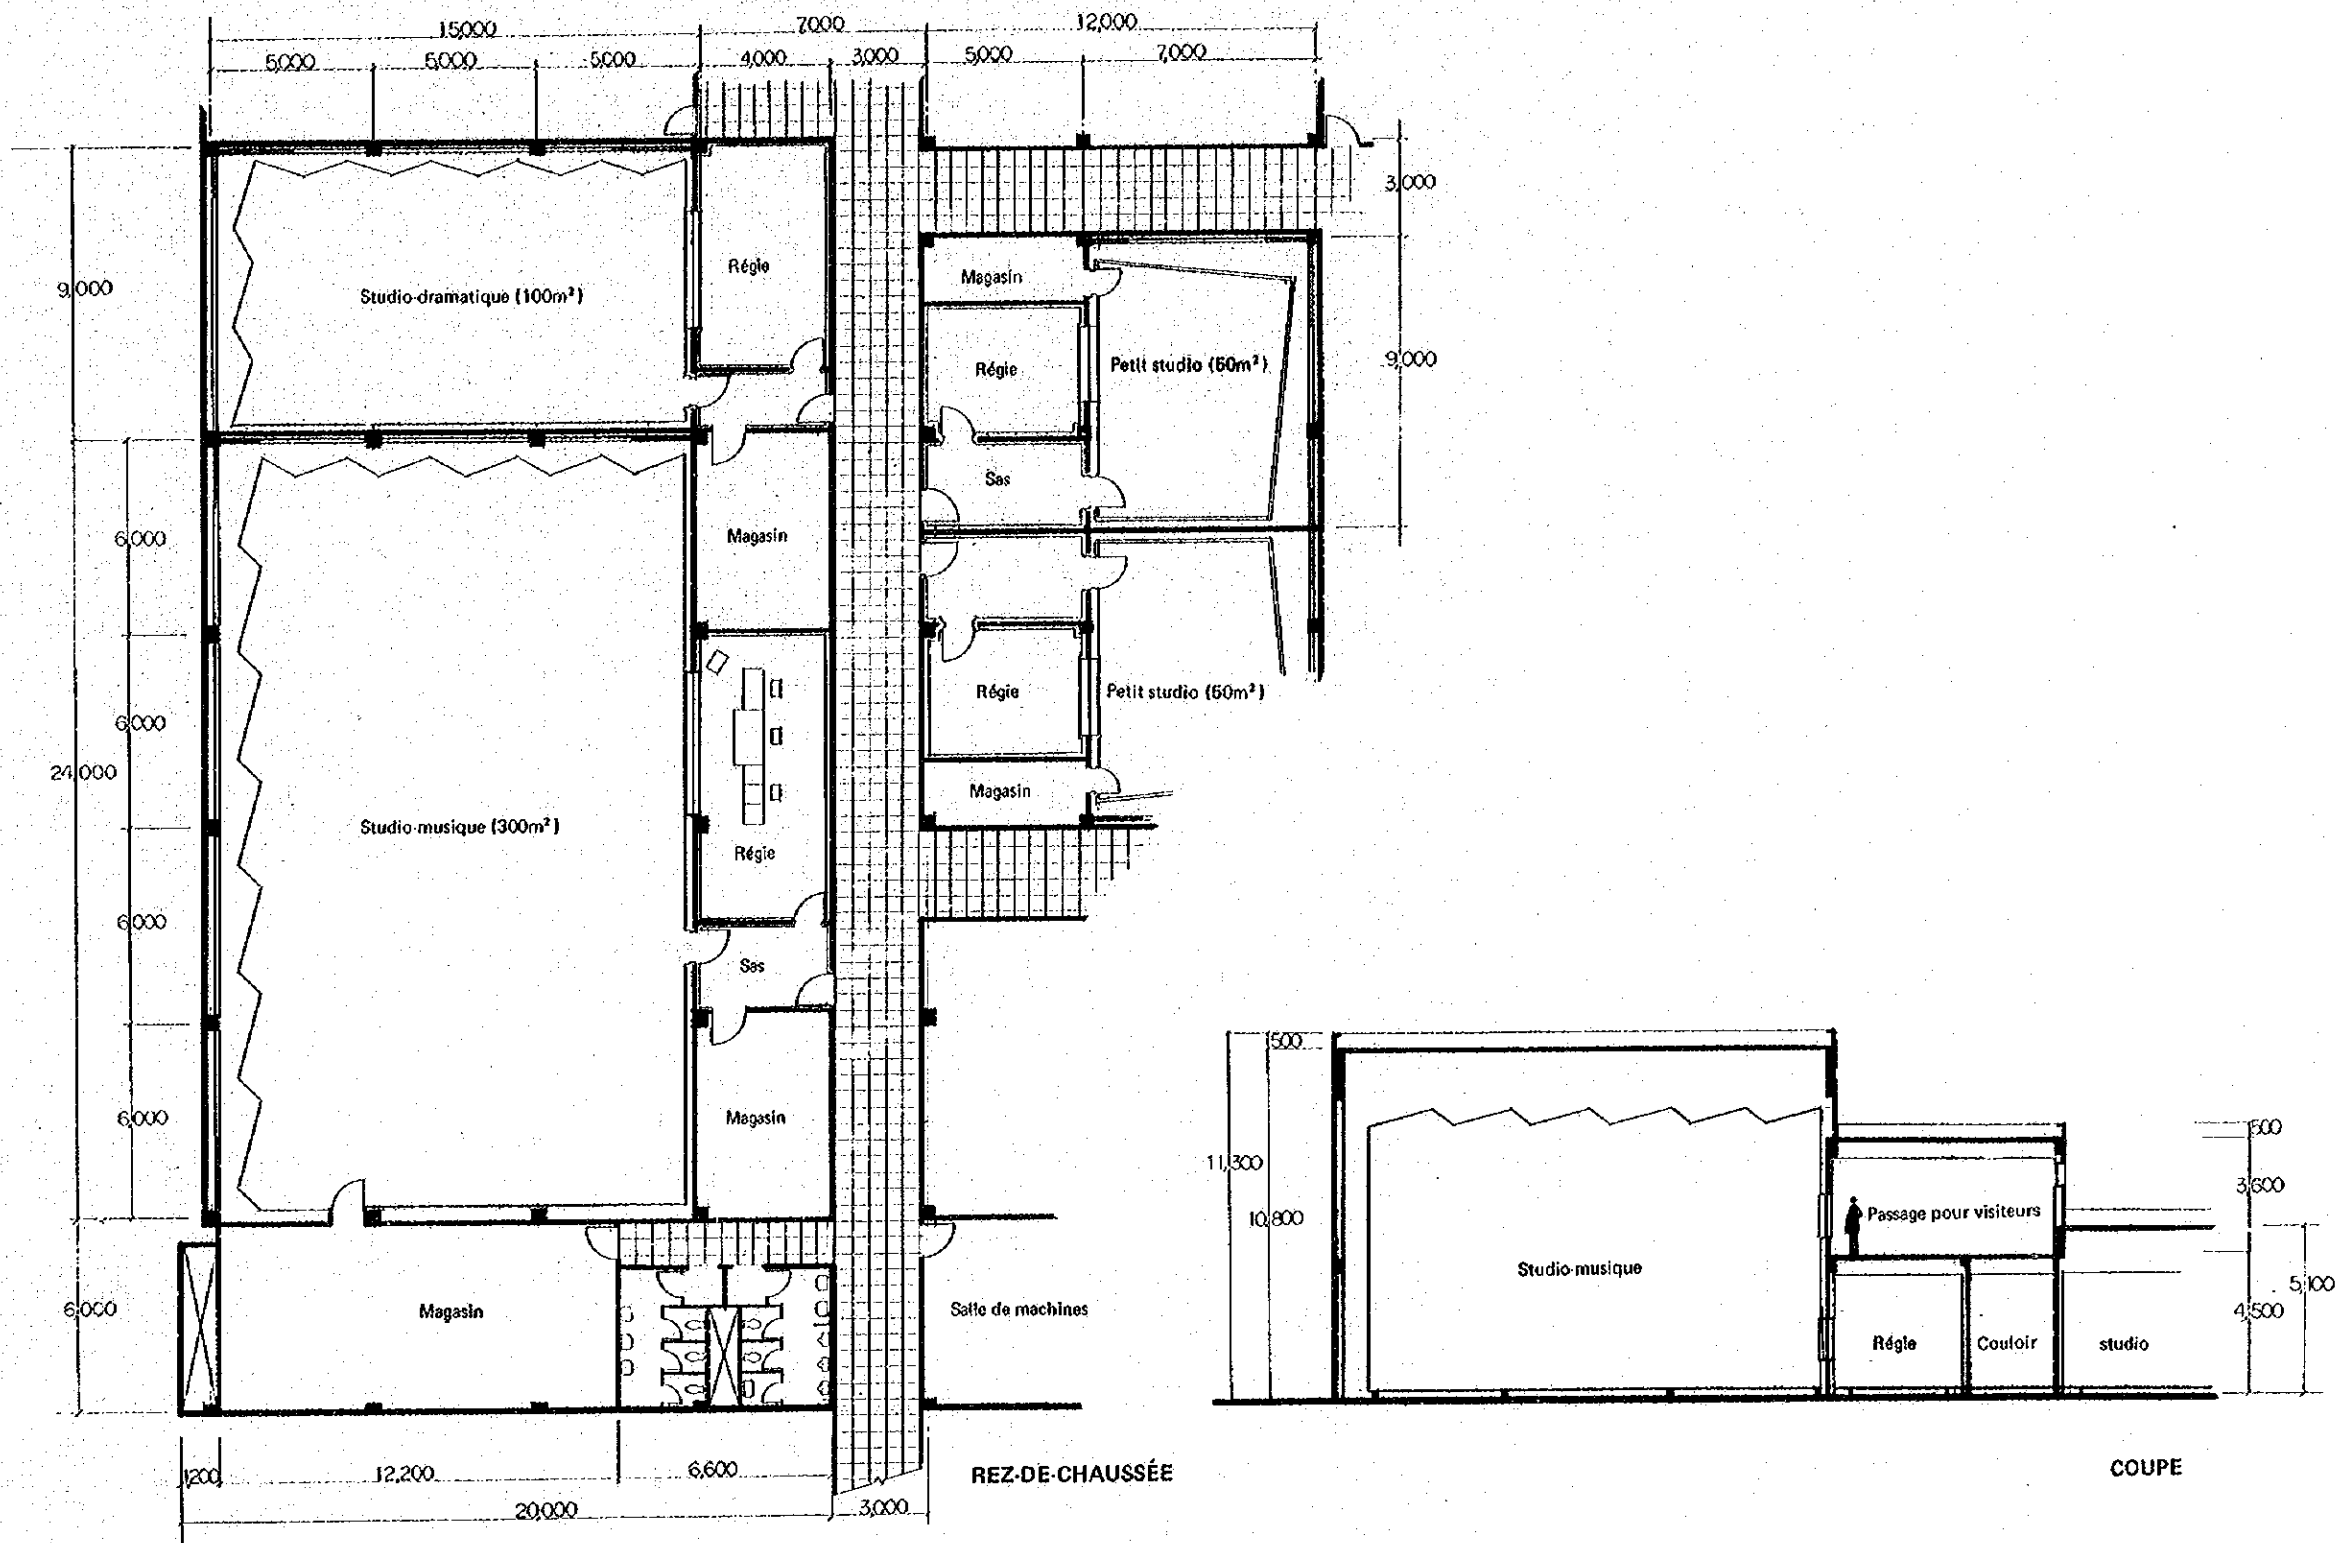 15,000
7,000
12,000
5,000
5,000
5,000
4,000
3,000
5,000
7,000
3,000
Régie
Magasin
9,000
Studio-dramatique (100m²)
9,000
Régie
Petit studio (50m²)
Sas
6,000
Magasin
Régie
Petit studio (50m²)
6,000
24,000
Magasin
Studio-musique (300m²)
Régie
6,000
Sas
6,000
Magasin
6,000
Magasin
Salle de machines
1,200
12,200
6,600
20,000
3,000
REZ-DE-CHAUSSÉE
500
500
11,300
10,800
3,600
Passage pour visiteurs
Studio-musique
5,100
4,500
Régie
Couloir
studio
COUPE